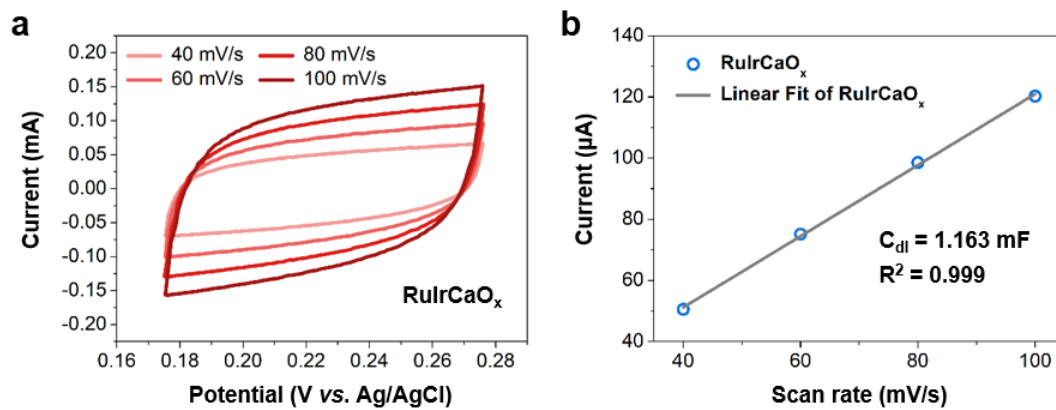 a
40 mV/s 80 mV/s
60 mV/s 100 mV/s
0.20
0.15
0.10
0.05
0.00
-0.05
-0.10
-0.15
-0.20
Current (mA)
RuIrCaOₓ
0.16 0.18 0.20 0.22 0.24 0.26 0.28
Potential (V vs. Ag/AgCl)
b
RuIrCaOₓ
Linear Fit of RuIrCaOₓ
140
120
100
80
60
40
Current (µA)
C_dl = 1.163 mF
R² = 0.999
40 60 80 100
Scan rate (mV/s)